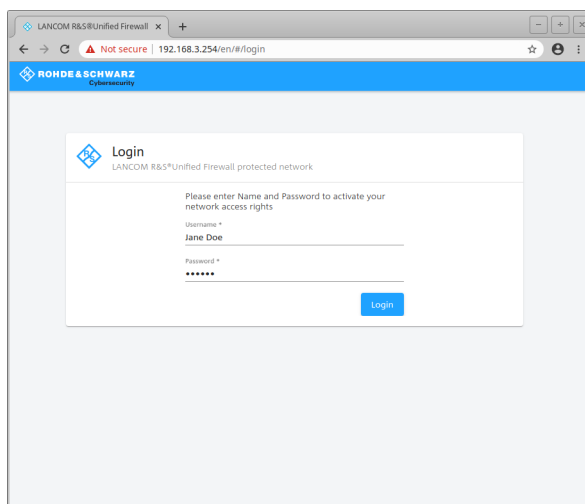 LANCOM R&S®Unified Firewall
Not secure | 192.168.3.254/en/#/login
ROHDE&SCHWARZ
Cybersecurity
R S
Login
LANCOM R&S®Unified Firewall protected network
Please enter Name and Password to activate your
network access rights
Username *
Jane Doe
Password *
••••••
Login